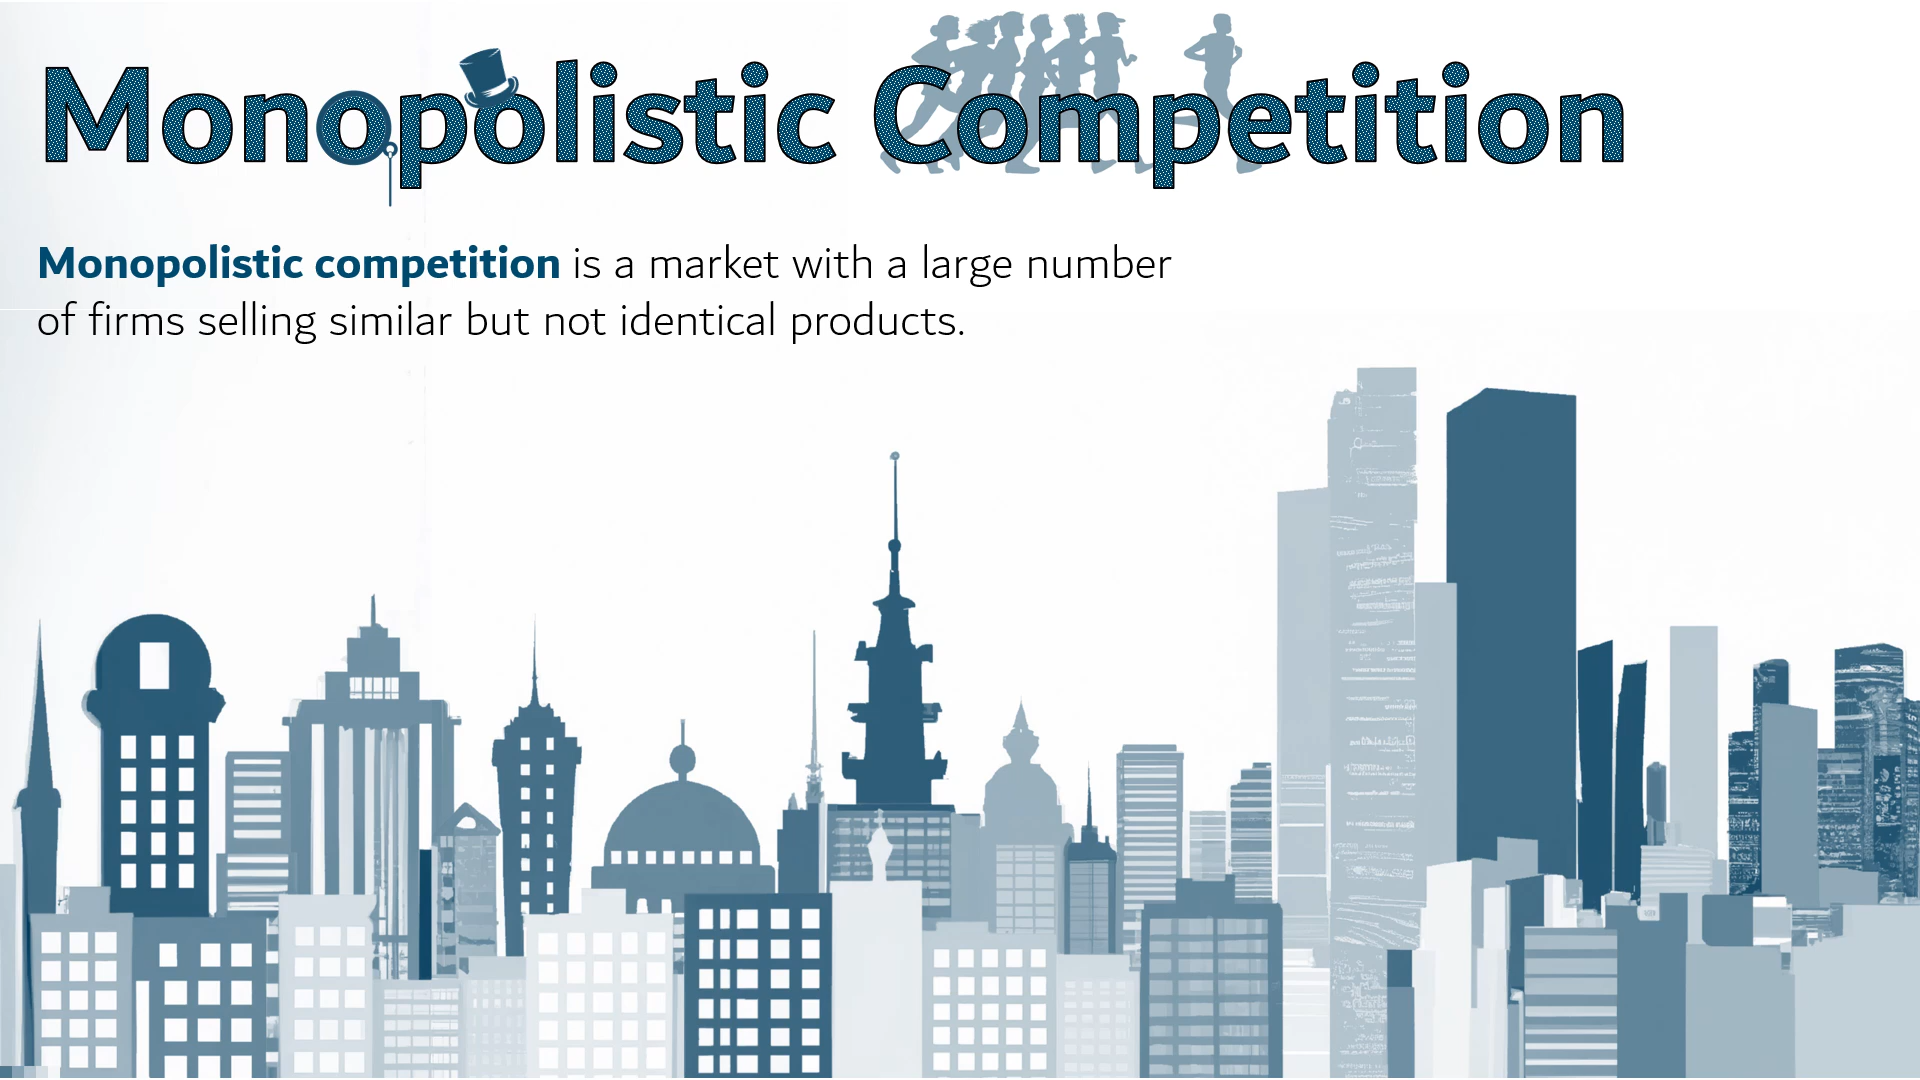 Monopolistic Competition
Monopolistic competition is a market with a large number
of firms selling similar but not identical products.